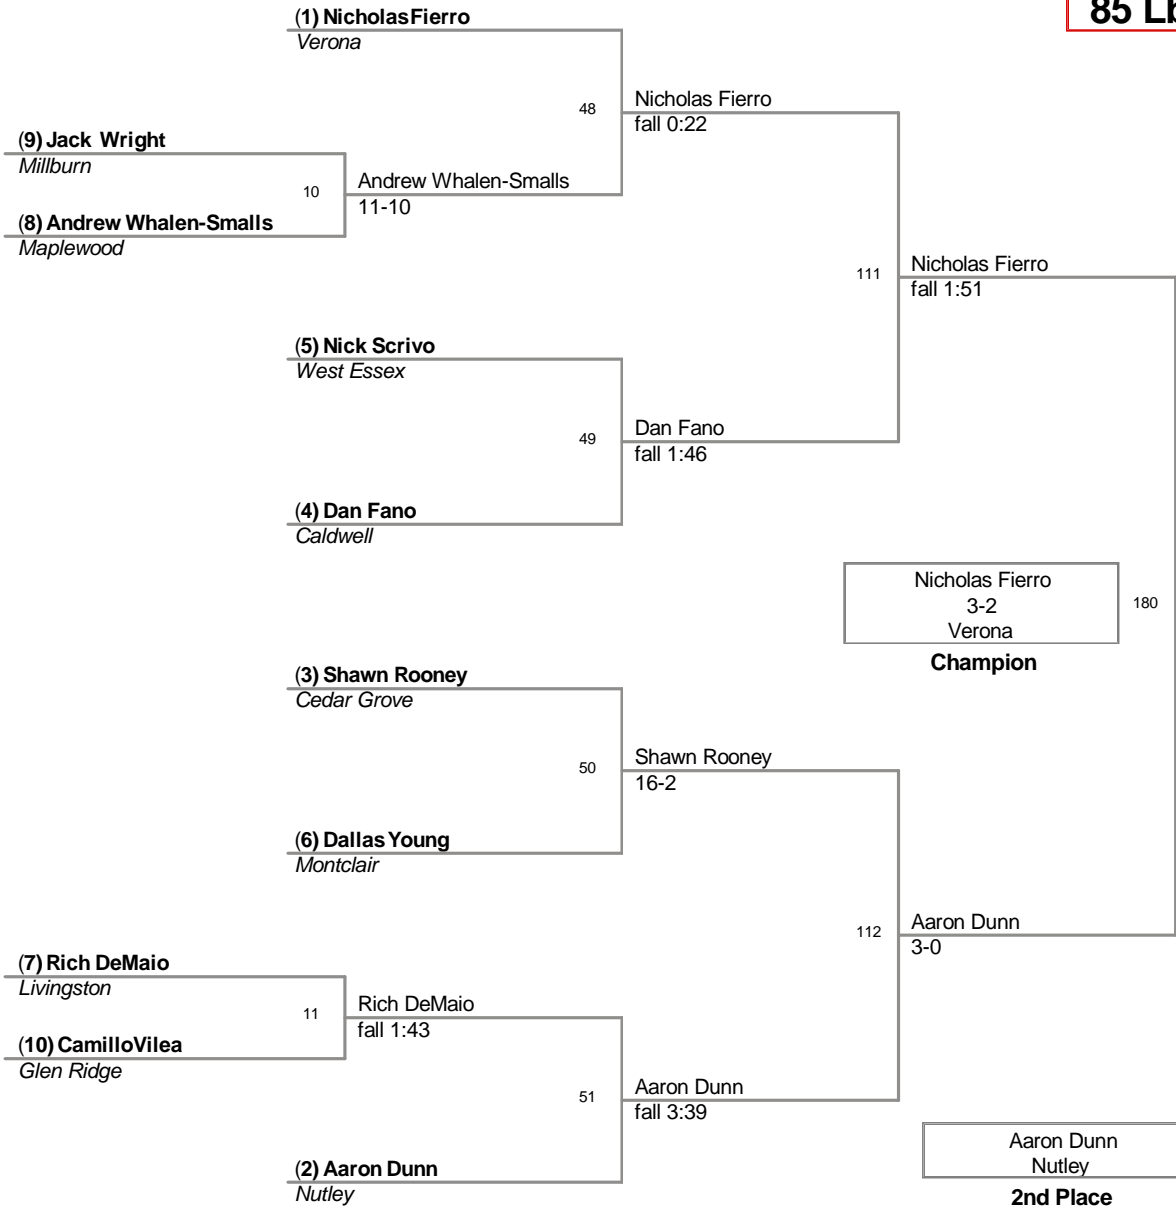 85 Lb
(1) NicholasFierro
Verona
48
Nicholas Fierro
fall 0:22
(9) Jack Wright
Millburn
10
Andrew Whalen-Smalls
11-10
(8) Andrew Whalen-Smalls
Maplewood
111
Nicholas Fierro
fall 1:51
(5) Nick Scrivo
West Essex
49
Dan Fano
fall 1:46
(4) Dan Fano
Caldwell
Nicholas Fierro
3-2
Verona
180
Champion
(3) Shawn Rooney
Cedar Grove
50
Shawn Rooney
16-2
(6) Dallas Young
Montclair
112
Aaron Dunn
3-0
(7) Rich DeMaio
Livingston
11
Rich DeMaio
fall 1:43
(10) CamilloVilea
Glen Ridge
51
Aaron Dunn
fall 3:39
(2) Aaron Dunn
Nutley
Aaron Dunn
Nutley
2nd Place